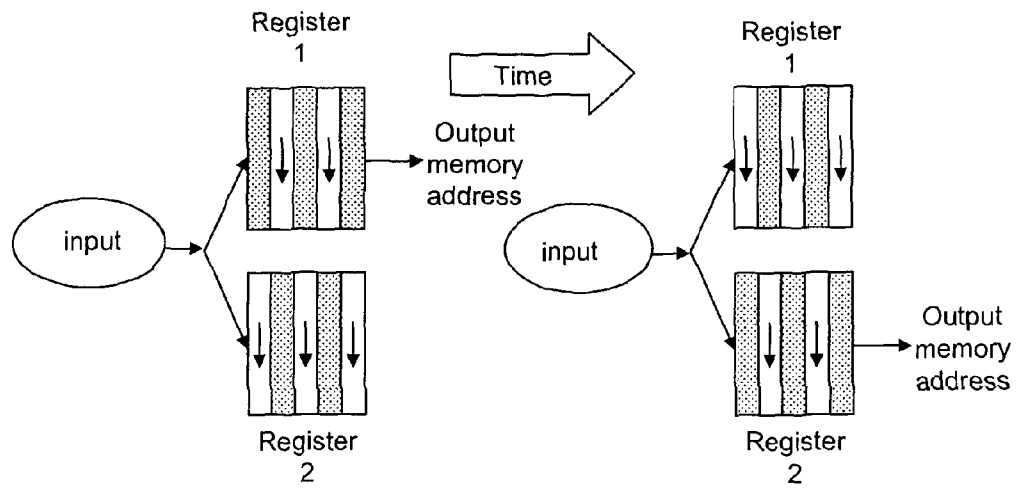 Register
1
Time
Output
memory
address
input
Register
2
Register
1
input
Output
memory
address
Register
2